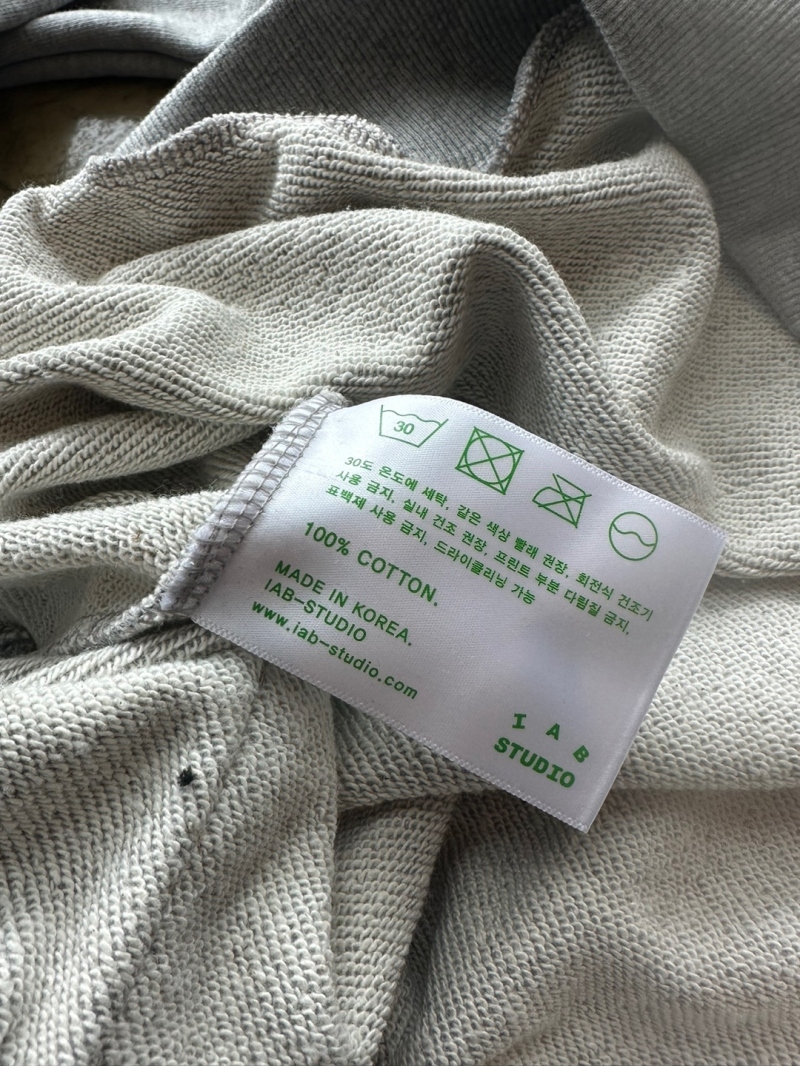 30
30도 온도에 세탁, 같은 색상 빨래 권장, 회전식 건조기
사용 금지, 실내 건조 권장, 프린트 부분 다림질 금지,
표백제 사용 금지, 드라이클리닝 가능
100% COTTON.
MADE IN KOREA.
IAB-STUDIO
www.iab-studio.com
I A B
STUDIO